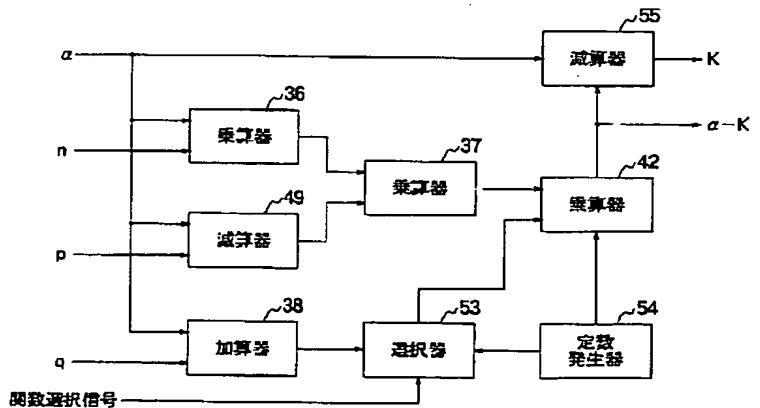 55
α
減算器
K
36
乗算器
α-K
n
37
42
乗算器
乗算器
49
減算器
p
38
53
54
加算器
選択器
定数
発生器
q
関数選択信号